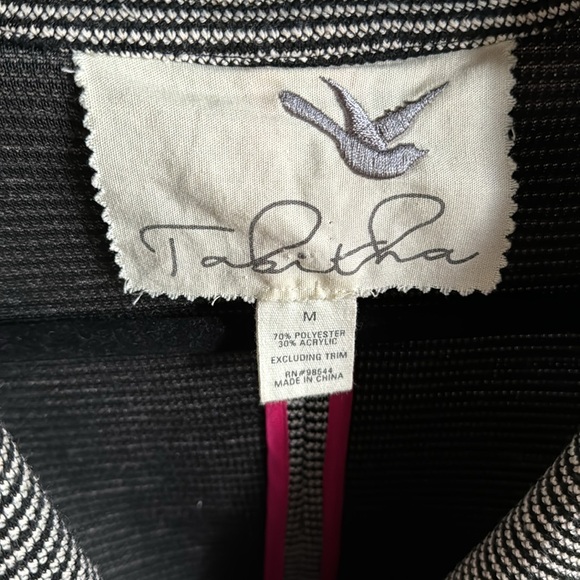 Tabitha
M
70% POLYESTER
30% ACRYLIC
EXCLUDING TRIM
RN#98544
MADE IN CHINA